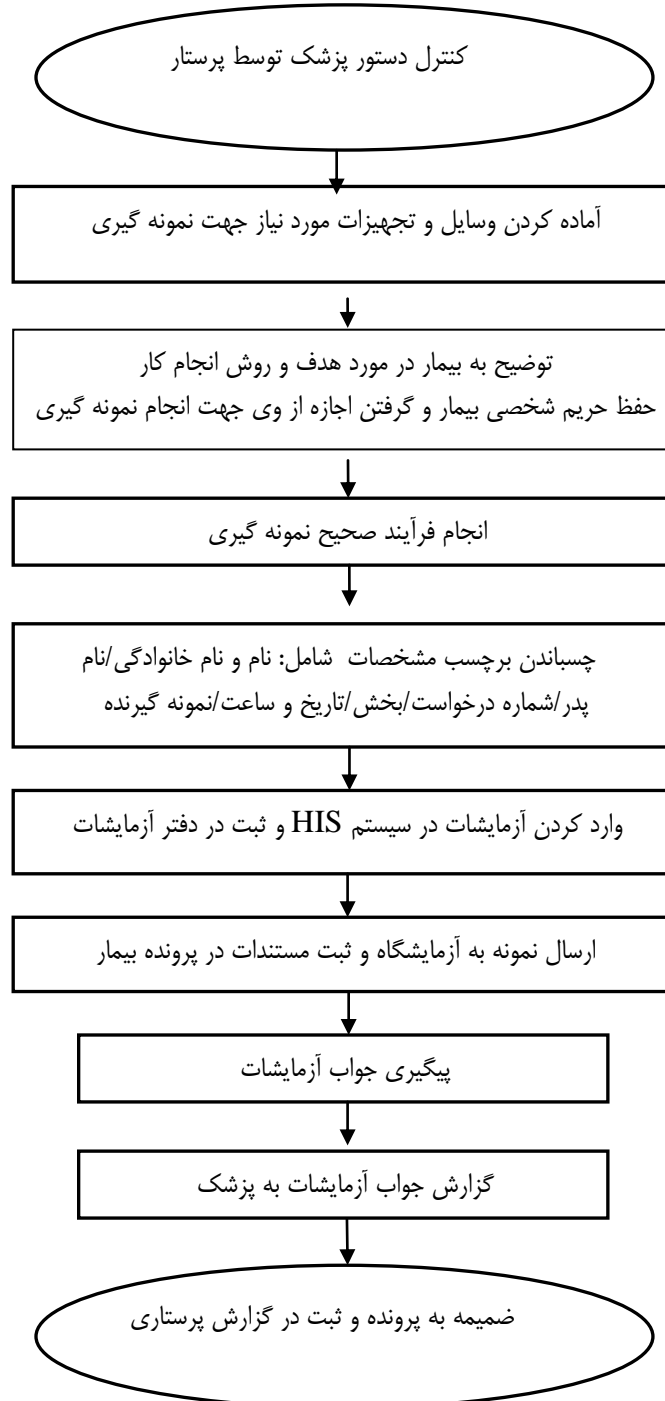 کنترل دستور پزشک توسط پرستار
آماده کردن وسایل و تجهیزات مورد نیاز جهت نمونه گیری
توضیح به بیمار در مورد هدف و روش انجام کار
حفظ حریم شخصی بیمار و گرفتن اجازه از وی جهت انجام نمونه گیری
انجام فرآیند صحیح نمونه گیری
چسباندن برچسب مشخصات شامل: نام و نام خانوادگی/نام
پدر/شماره درخواست/بخش/تاریخ و ساعت/نمونه گیرنده
وارد کردن آزمایشات در سیستم HIS و ثبت در دفتر آزمایشات
ارسال نمونه به آزمایشگاه و ثبت مستندات در پرونده بیمار
پیگیری جواب آزمایشات
گزارش جواب آزمایشات به پزشک
ضمیمه به پرونده و ثبت در گزارش پرستاری